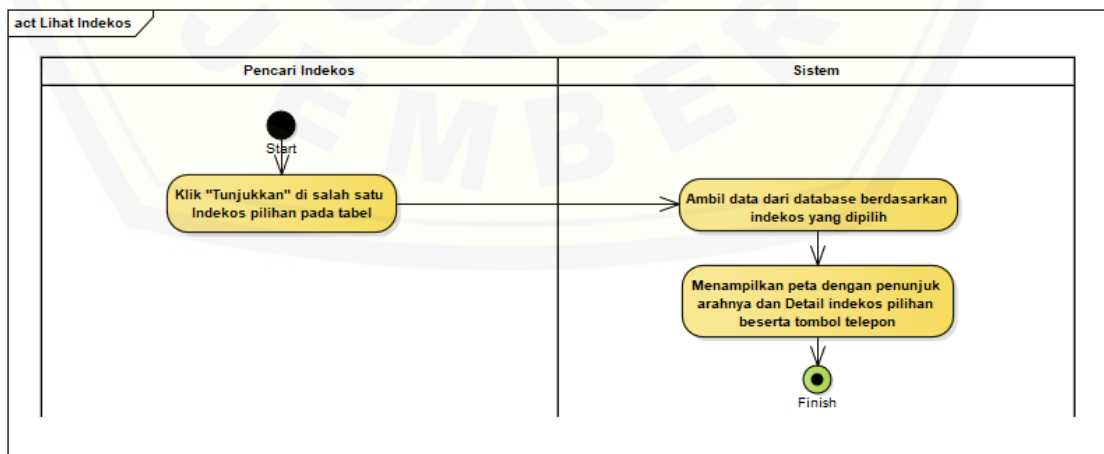 act Lihat Indekos
Pencari Indekos
Sistem
Start
Klik "Tunjukkan" di salah satu
Indekos pilihan pada tabel
Ambil data dari database berdasarkan
indekos yang dipilih
Menampilkan peta dengan penunjuk
arahnya dan Detail indekos pilihan
beserta tombol telepon
Finish
JEMBER